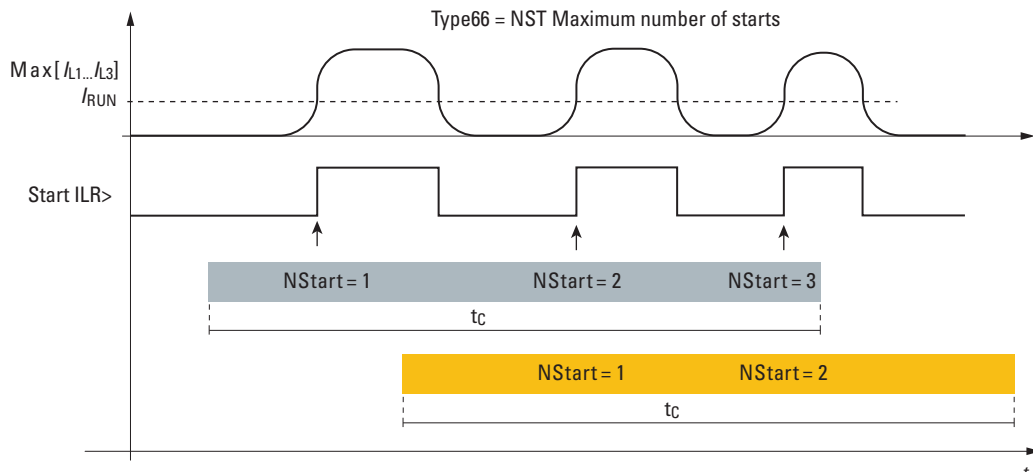 Type66 = NST Maximum number of starts
Max[IL1...IL3]
IRUN
Start ILR>
NStart = 1 NStart = 2 NStart = 3
tC
NStart = 1 NStart = 2
tC
t